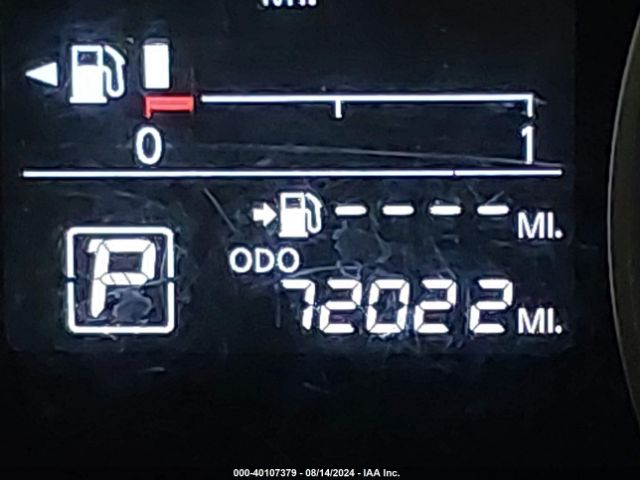 0 1
- - - - MI.
ODO
P
72022 MI.
000-40107379 - 08/14/2024 - IAA Inc.